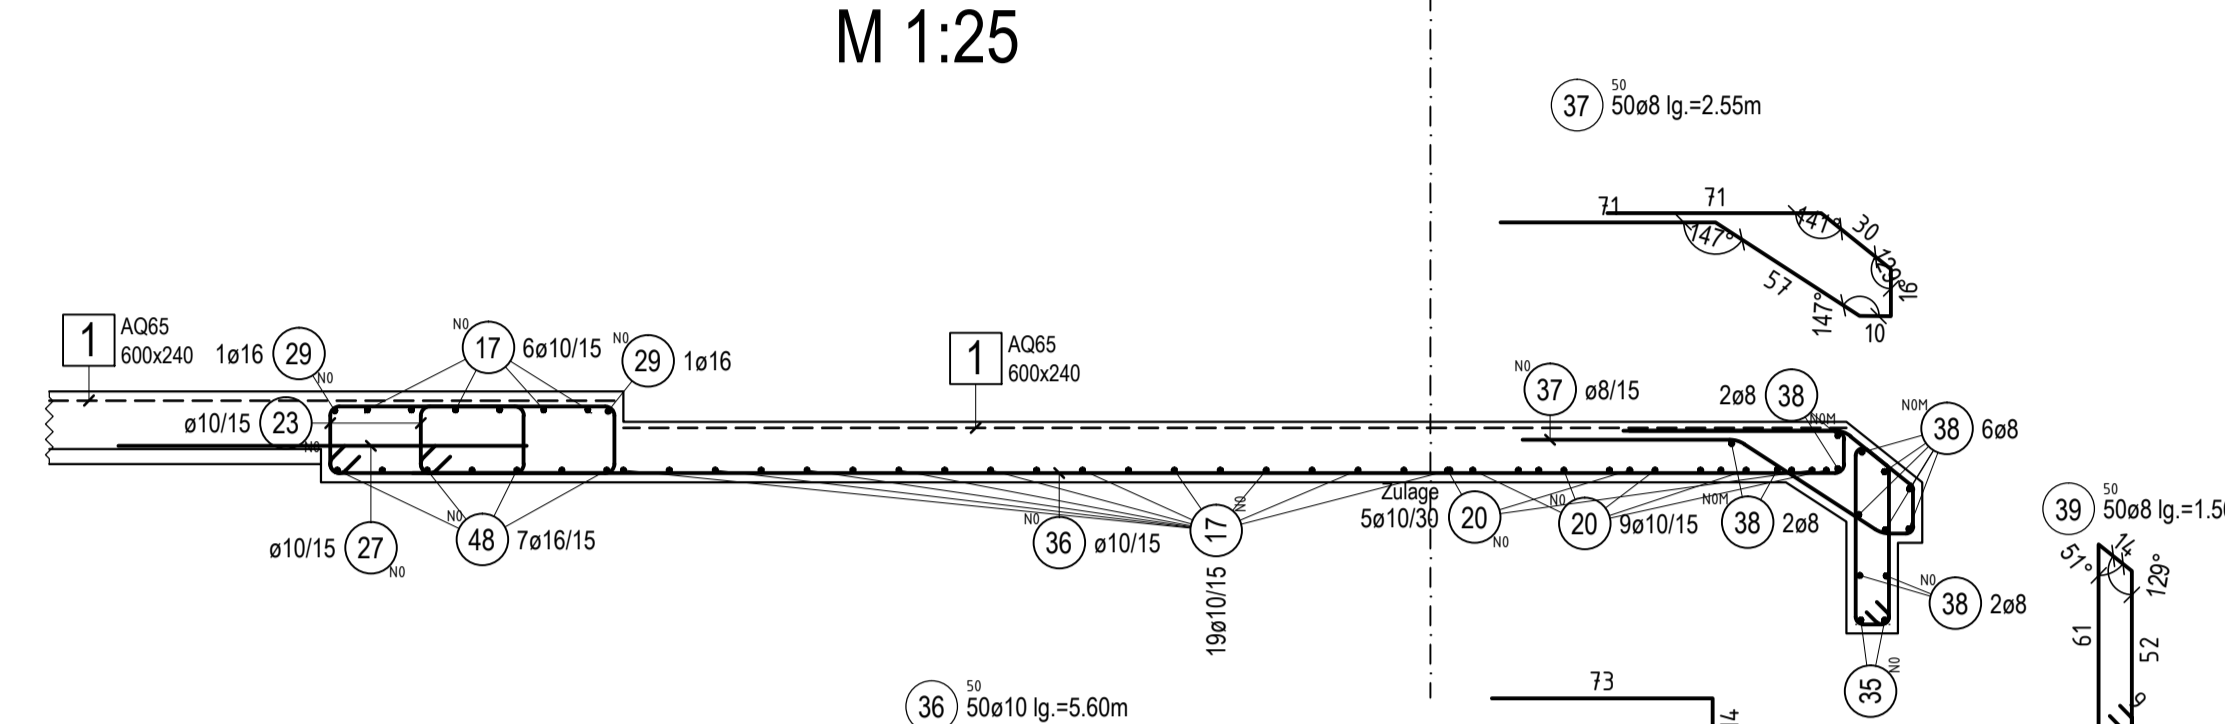 M 1:25
50
37 50ø8 lg.=2.55m
71
71
147°
141°
30
129°
16
57
147°
10
1 AQ65
600x240
1ø16 29
N0
N0
17 6ø10/15
N0
29 1ø16
1 AQ65
600x240
N0
37 ø8/15
2ø8 38
N0M
N0M
38 6ø8
ø10/15 23
N0
ø10/15 27
N0
N0
48 7ø16/15
N0
36 ø10/15
17
N0
19ø10/15
Zulage
5ø10/30 20
N0
N0
20 9ø10/15
N0M
38 2ø8
N0
38 2ø8
35
N0
50
39
50ø8 lg.=1.5
51°
14
129°
61
52
9
50
36 50ø10 lg.=5.60m
73
14